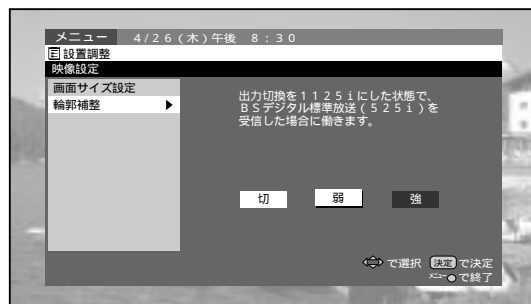 メニュー 4/26(木)午後 8:30
設置調整
映像設定
画面サイズ設定
輪郭補整 ▶
出力切換を1125iにした状態で、
BSデジタル標準放送(525i)を
受信した場合に働きます。
切 弱 強
で選択 決定 で決定
メニュー で終了